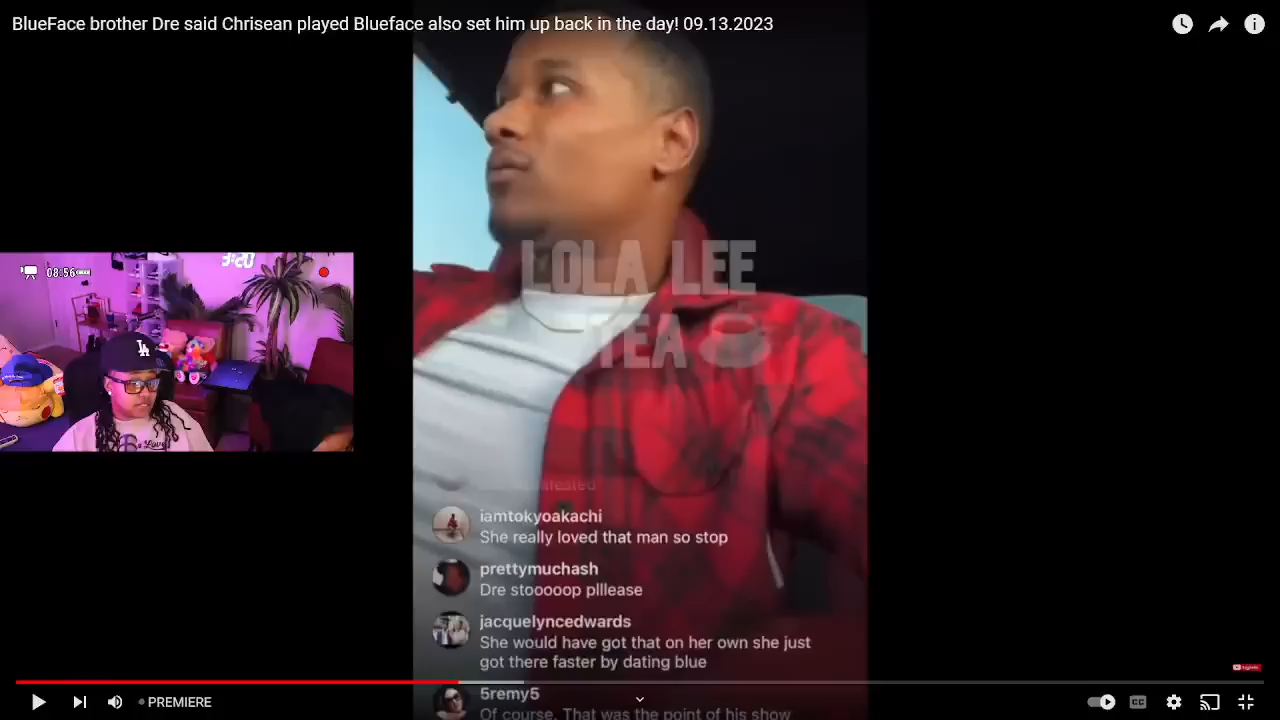 BlueFace brother Dre said Chrisean played Blueface also set him up back in the day! 09.13.2023
3:20
08:56
LA
LOLA LEE
TEA
iamtokyoakachi
She really loved that man so stop
prettymuchash
Dre stooooop plllease
jacquelyncedwards
She would have got that on her own she just
got there faster by dating blue
5remy5
Of course. That was the point of his show
PREMIERE
CC